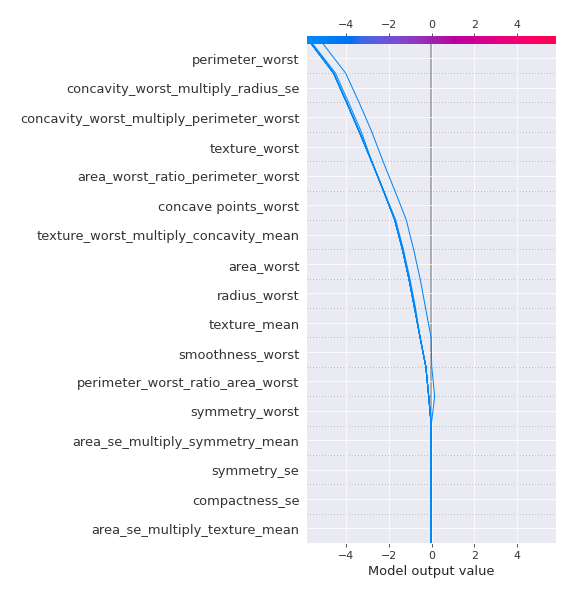 −4 −2 0 2 4
perimeter_worst
concavity_worst_multiply_radius_se
concavity_worst_multiply_perimeter_worst
texture_worst
area_worst_ratio_perimeter_worst
concave points_worst
texture_worst_multiply_concavity_mean
area_worst
radius_worst
texture_mean
smoothness_worst
perimeter_worst_ratio_area_worst
symmetry_worst
area_se_multiply_symmetry_mean
symmetry_se
compactness_se
area_se_multiply_texture_mean
−4 −2 0 2 4
Model output value